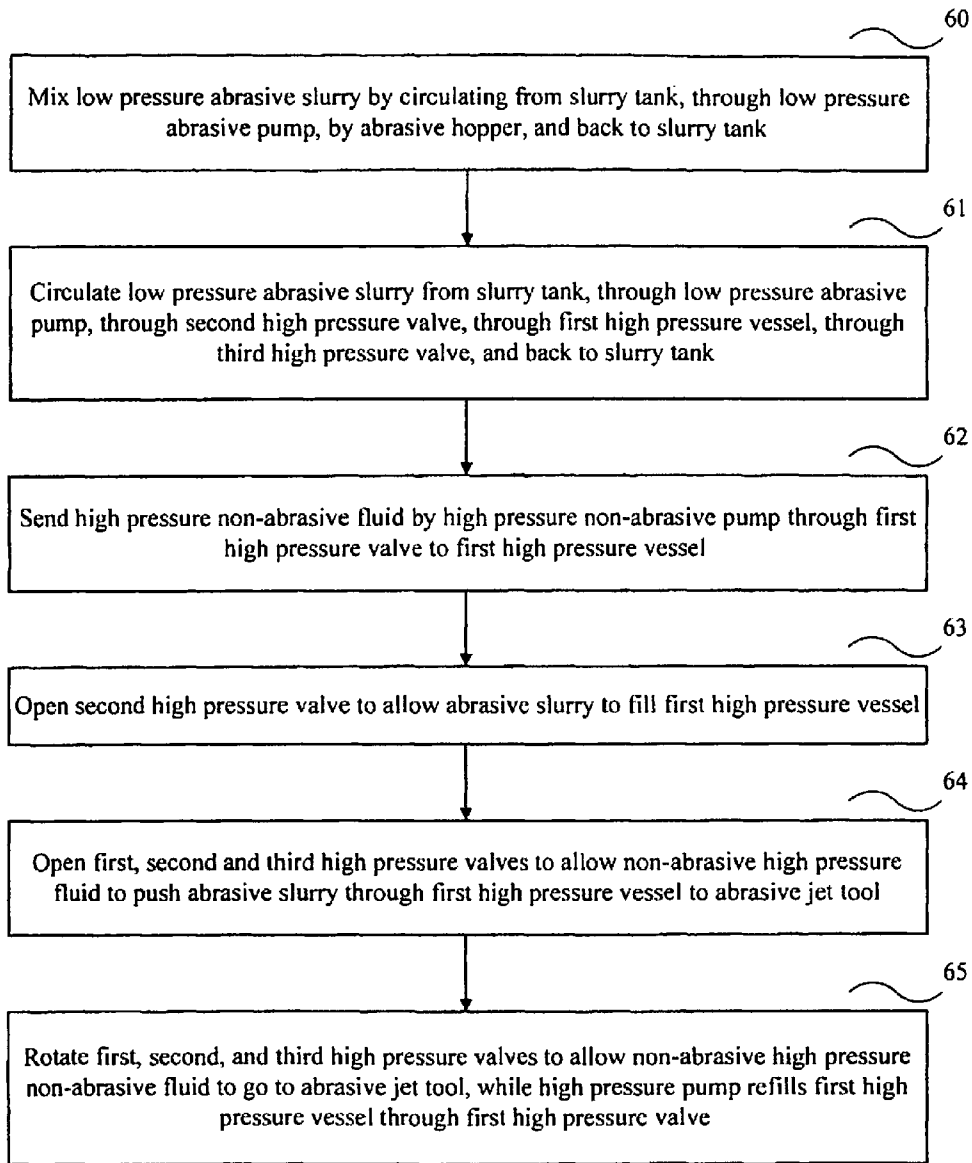 60
Mix low pressure abrasive slurry by circulating from slurry tank, through low pressure
abrasive pump, by abrasive hopper, and back to slurry tank
61
Circulate low pressure abrasive slurry from slurry tank, through low pressure abrasive
pump, through second high pressure valve, through first high pressure vessel, through
third high pressure valve, and back to slurry tank
62
Send high pressure non-abrasive fluid by high pressure non-abrasive pump through first
high pressure valve to first high pressure vessel
63
Open second high pressure valve to allow abrasive slurry to fill first high pressure vessel
64
Open first, second and third high pressure valves to allow non-abrasive high pressure
fluid to push abrasive slurry through first high pressure vessel to abrasive jet tool
65
Rotate first, second, and third high pressure valves to allow non-abrasive high pressure
non-abrasive fluid to go to abrasive jet tool, while high pressure pump refills first high
pressure vessel through first high pressure valve